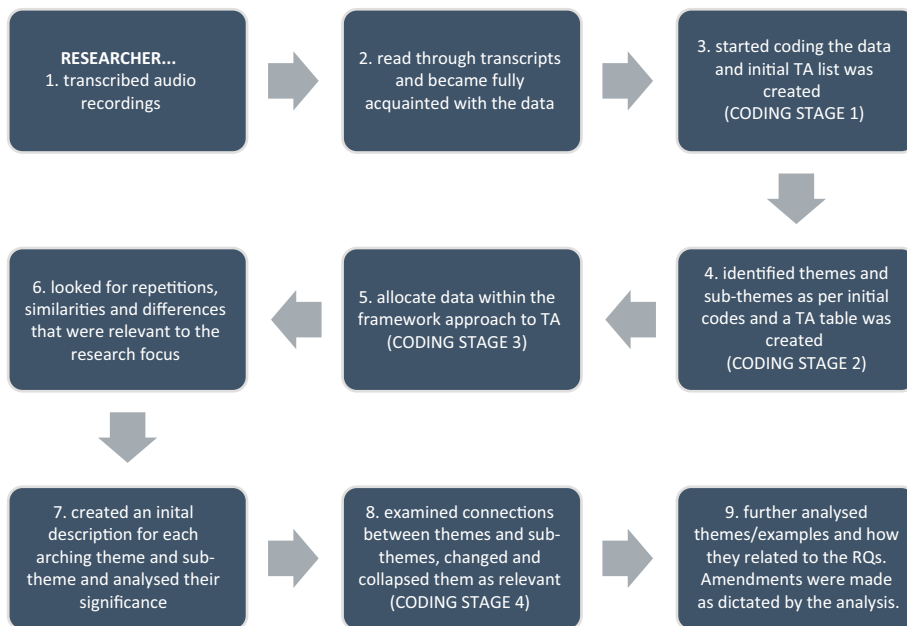 RESEARCHER...
1. transcribed audio
recordings
2. read through transcripts
and became fully
acquainted with the data
3. started coding the data
and initial TA list was
created
(CODING STAGE 1)
4. identified themes and
sub-themes as per initial
codes and a TA table was
created
(CODING STAGE 2)
5. allocate data within the
framework approach to TA
(CODING STAGE 3)
6. looked for repetitions,
similarities and differences
that were relevant to the
research focus
7. created an inital
description for each
arching theme and sub-
theme and analysed their
significance
8. examined connections
between themes and sub-
themes, changed and
collapsed them as relevant
(CODING STAGE 4)
9. further analysed
themes/examples and how
they related to the RQs.
Amendments were made
as dictated by the analysis.